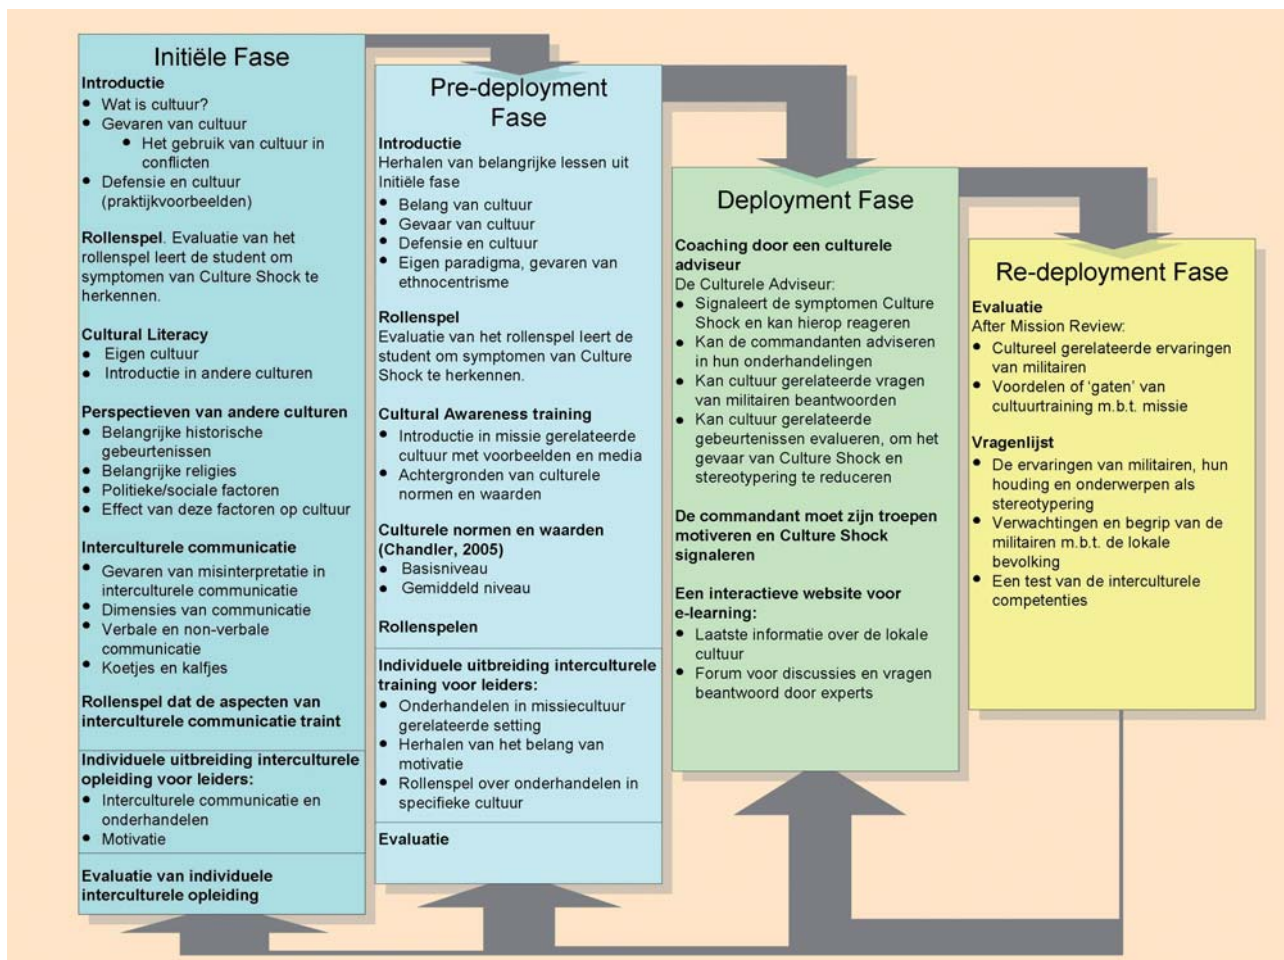 Initiële Fase
Introductie
• Wat is cultuur?
• Gevaren van cultuur
• Het gebruik van cultuur in
conflicten
• Defensie en cultuur
(praktijkvoorbeelden)
Rollenspel. Evaluatie van het
rollenspel leert de student om
symptomen van Culture Shock te
herkennen.
Cultural Literacy
• Eigen cultuur
• Introductie in andere culturen
Perspectieven van andere culturen
• Belangrijke historische
gebeurtenissen
• Belangrijke religies
• Politieke/sociale factoren
• Effect van deze factoren op cultuur
Interculturele communicatie
• Gevaren van misinterpretatie in
interculturele communicatie
• Dimensies van communicatie
• Verbale en non-verbale
communicatie
• Koetjes en kalfjes
Rollenspel dat de aspecten van
interculturele communicatie traint
Individuele uitbreiding interculturele
opleiding voor leiders:
• Interculturele communicatie en
onderhandelen
• Motivatie
Evaluatie van individuele
interculturele opleiding
Pre-deployment
Fase
Introductie
Herhalen van belangrijke lessen uit
Initiële fase
• Belang van cultuur
• Gevaar van cultuur
• Defensie en cultuur
• Eigen paradigma, gevaren van
ethnocentrisme
Rollenspel
Evaluatie van het rollenspel leert de
student om symptomen van Culture
Shock te herkennen.
Cultural Awareness training
• Introductie in missie gerelateerde
cultuur met voorbeelden en media
• Achtergronden van culturele
normen en waarden
Culturele normen en waarden
(Chandler, 2005)
• Basisniveau
• Gemiddeld niveau
Rollenspelen
Individuele uitbreiding interculturele
training voor leiders:
• Onderhandelen in missiecultuur
gerelateerde setting
• Herhalen van het belang van
motivatie
• Rollenspel over onderhandelen in
specifieke cultuur
Evaluatie
Deployment Fase
Coaching door een culturele
adviseur
De Culturele Adviseur:
• Signaleert de symptomen Culture
Shock en kan hierop reageren
• Kan de commandanten adviseren
in hun onderhandelingen
• Kan cultuur gerelateerde vragen
van militairen beantwoorden
• Kan cultuur gerelateerde
gebeurtenissen evalueren, om het
gevaar van Culture Shock en
stereotypering te reduceren
De commandant moet zijn troepen
motiveren en Culture Shock
signaleren
Een interactieve website voor
e-learning:
• Laatste informatie over de lokale
cultuur
• Forum voor discussies en vragen
beantwoord door experts
Re-deployment Fase
Evaluatie
After Mission Review:
• Cultureel gerelateerde ervaringen
van militairen
• Voordelen of ‘gaten’ van
cultuurtraining m.b.t. missie
Vragenlijst
• De ervaringen van militairen, hun
houding en onderwerpen als
stereotypering
• Verwachtingen en begrip van de
militairen m.b.t. de lokale
bevolking
• Een test van de interculturele
competenties